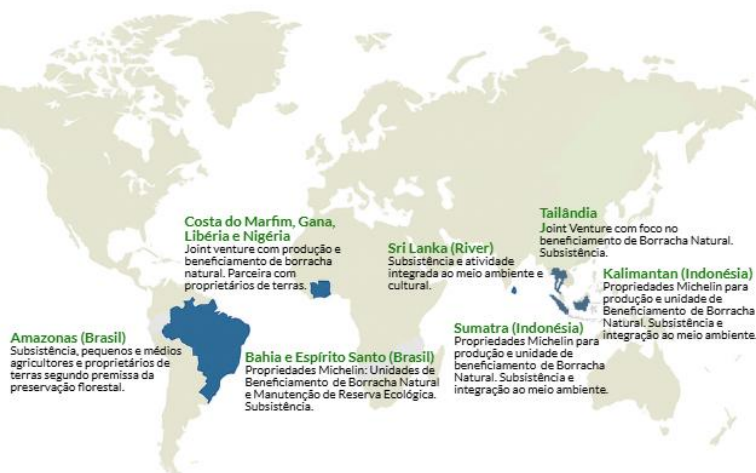 Costa do Marfim, Gana,
Libéria e Nigéria
Joint venture com produção e
beneficiamento de borracha
natural. Parceira com
proprietários de terras.
Sri Lanka (River)
Subsistência e atividade
integrada ao meio ambiente e
cultural.
Tailândia
Joint Venture com foco no
beneficiamento de Borracha Natural.
Subsistência.
Kalimantan (Indonésia)
Propriedades Michelin para
produção e unidade de
Beneficiamento de Borracha
Natural. Subsistência e
integração ao meio ambiente.
Amazonas (Brasil)
Subsistência, pequenos e médios
agricultores e proprietários de
terras segundo premissa da
preservação florestal.
Bahia e Espírito Santo (Brasil)
Propriedades Michelin: Unidades de
Beneficiamento de Borracha Natural
e Manutenção de Reserva Ecológica.
Subsistência.
Sumatra (Indonésia)
Propriedades Michelin para
produção e unidade de
beneficiamento de Borracha
Natural. Subsistência e
integração ao meio ambiente.